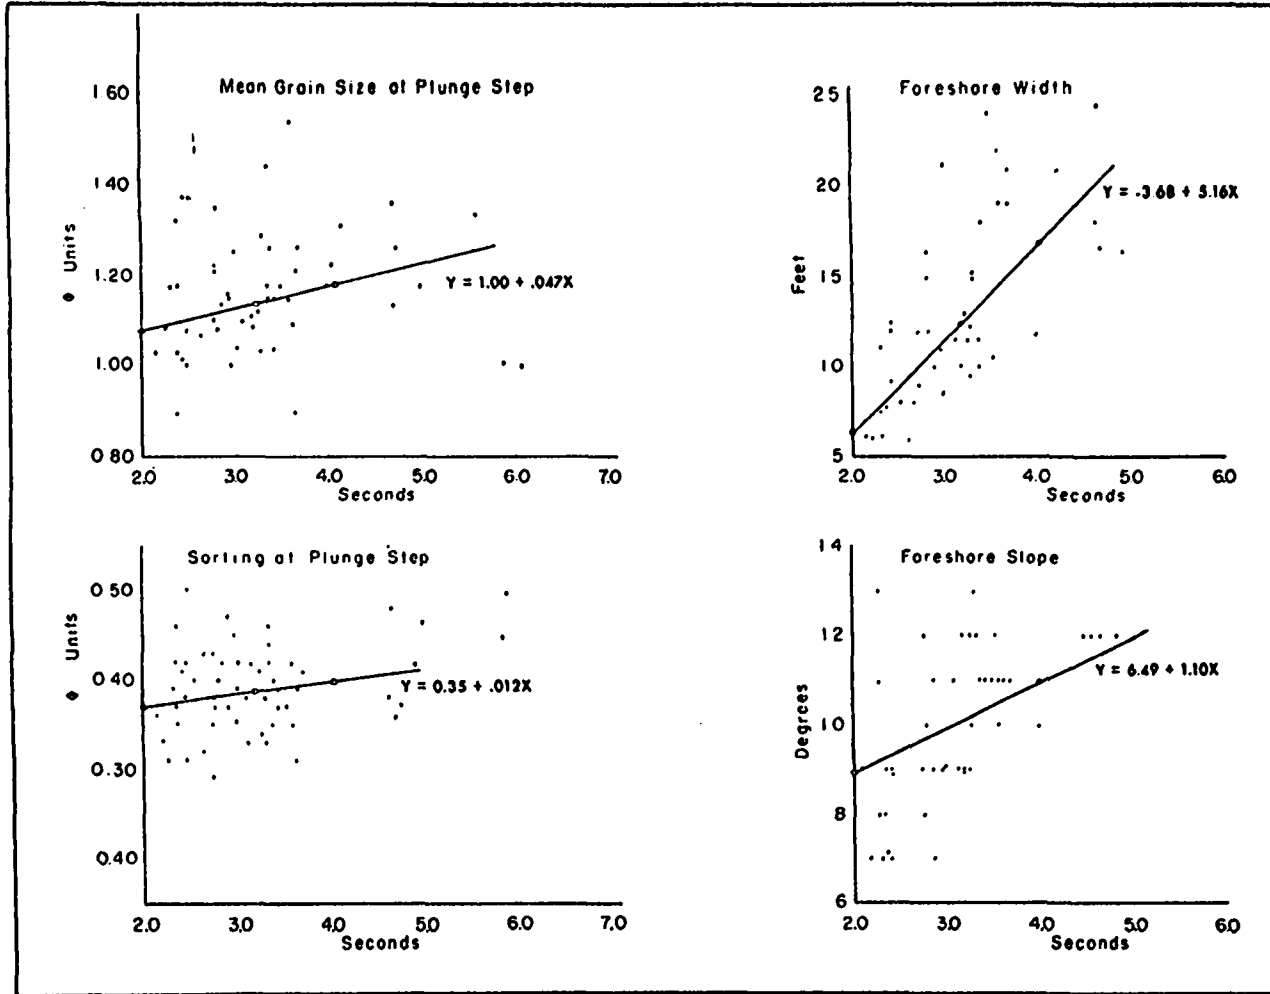 Mean Grain Size at Plunge Step
1.60
1.40
1.20
1.00
0.80
Φ Units
Y = 1.00 + .047X
2.0 3.0 4.0 5.0 6.0 7.0
Seconds
Foreshore Width
25
20
15
10
5
Feet
Y = -3.68 + 5.16X
2.0 3.0 4.0 5.0 6.0
Seconds
Sorting at Plunge Step
0.50
0.40
0.30
0.40
Φ Units
Y = 0.35 + .012X
2.0 3.0 4.0 5.0 6.0 7.0
Seconds
Foreshore Slope
14
12
10
8
6
Degrees
Y = 6.49 + 1.10X
2.0 3.0 4.0 5.0 6.0
Seconds